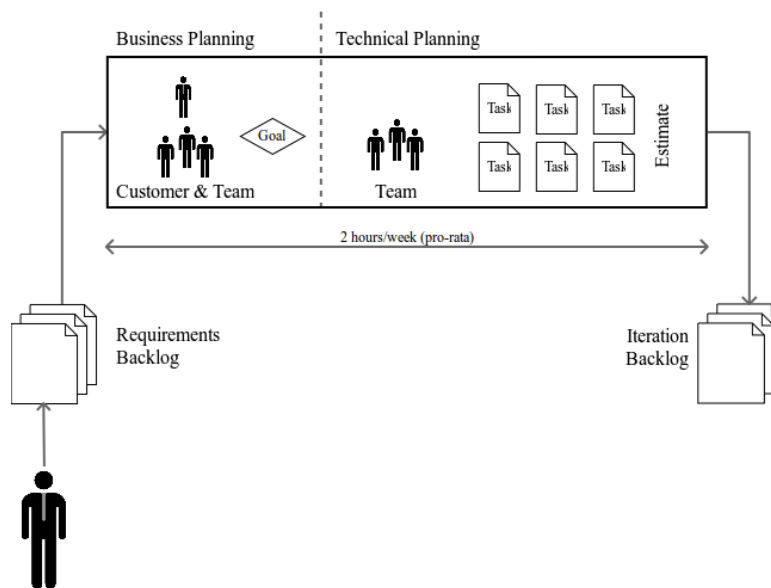 Business Planning
Technical Planning
Goal
Task
Task
Task
Task
Task
Task
Estimate
Customer & Team
Team
2 hours/week (pro-rata)
Requirements
Backlog
Iteration
Backlog